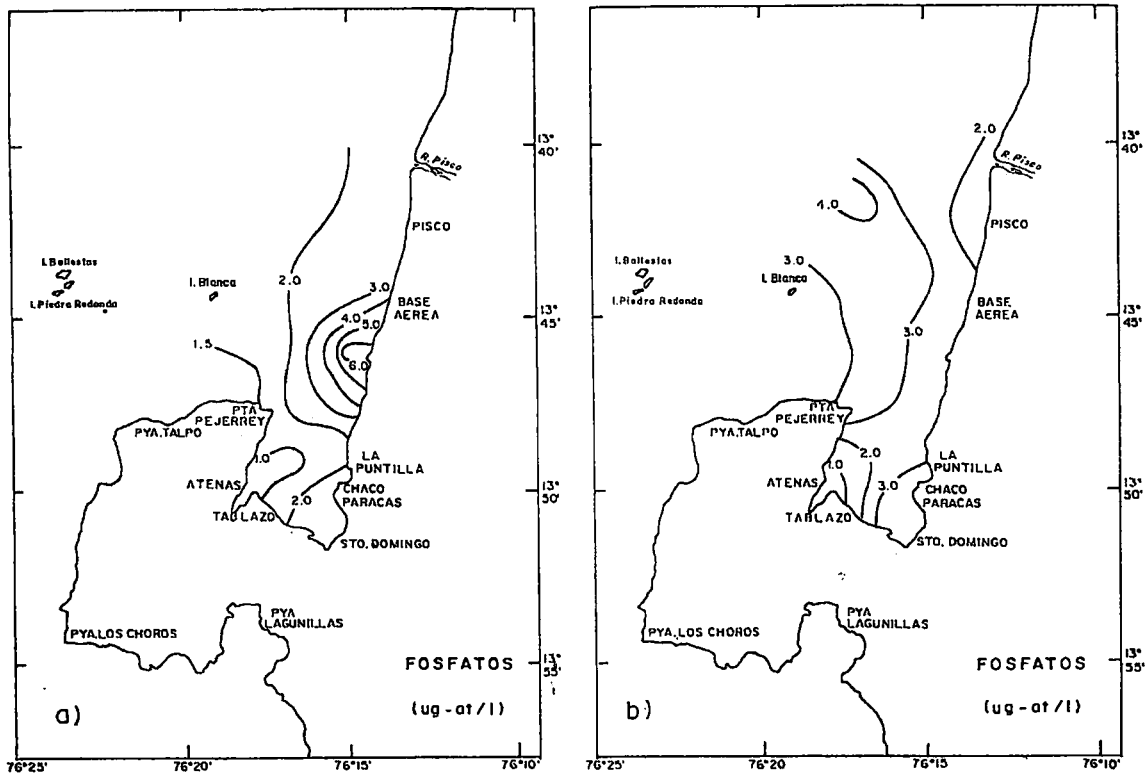 a)
13°
40'
R. Pisco
PISCO
I. Ballestas
I. Blanca
I. Piedra Redonda
2.0
3.0
BASE
AEREA
4.0
5.0
6.0
13°
45'
1.5
PTA
PEJERREY
PYA. TALPO
1.0
LA
PUNTILLA
ATENAS
CHACO
PARACAS
13°
50'
2.0
TABLAZO
STO. DOMINGO
PYA
LAGUNILLAS
PYA. LOS CHOROS
FOSFATOS
13°
55'
(ug-at/l)
76°25'
76°20'
76°15'
76°10'
b)
2.0
13°
40'
R. Pisco
4.0
PISCO
I. Ballestas
3.0
I. Blanca
I. Piedra Redonda
BASE
AEREA
13°
45'
3.0
PTA
PEJERREY
PYA. TALPO
2.0
LA
PUNTILLA
1.0
ATENAS
3.0
CHACO
PARACAS
13°
50'
TABLAZO
STO. DOMINGO
PYA
LAGUNILLAS
PYA. LOS CHOROS
FOSFATOS
13°
55'
(ug-at/l)
76°25'
76°20'
76°15'
76°10'